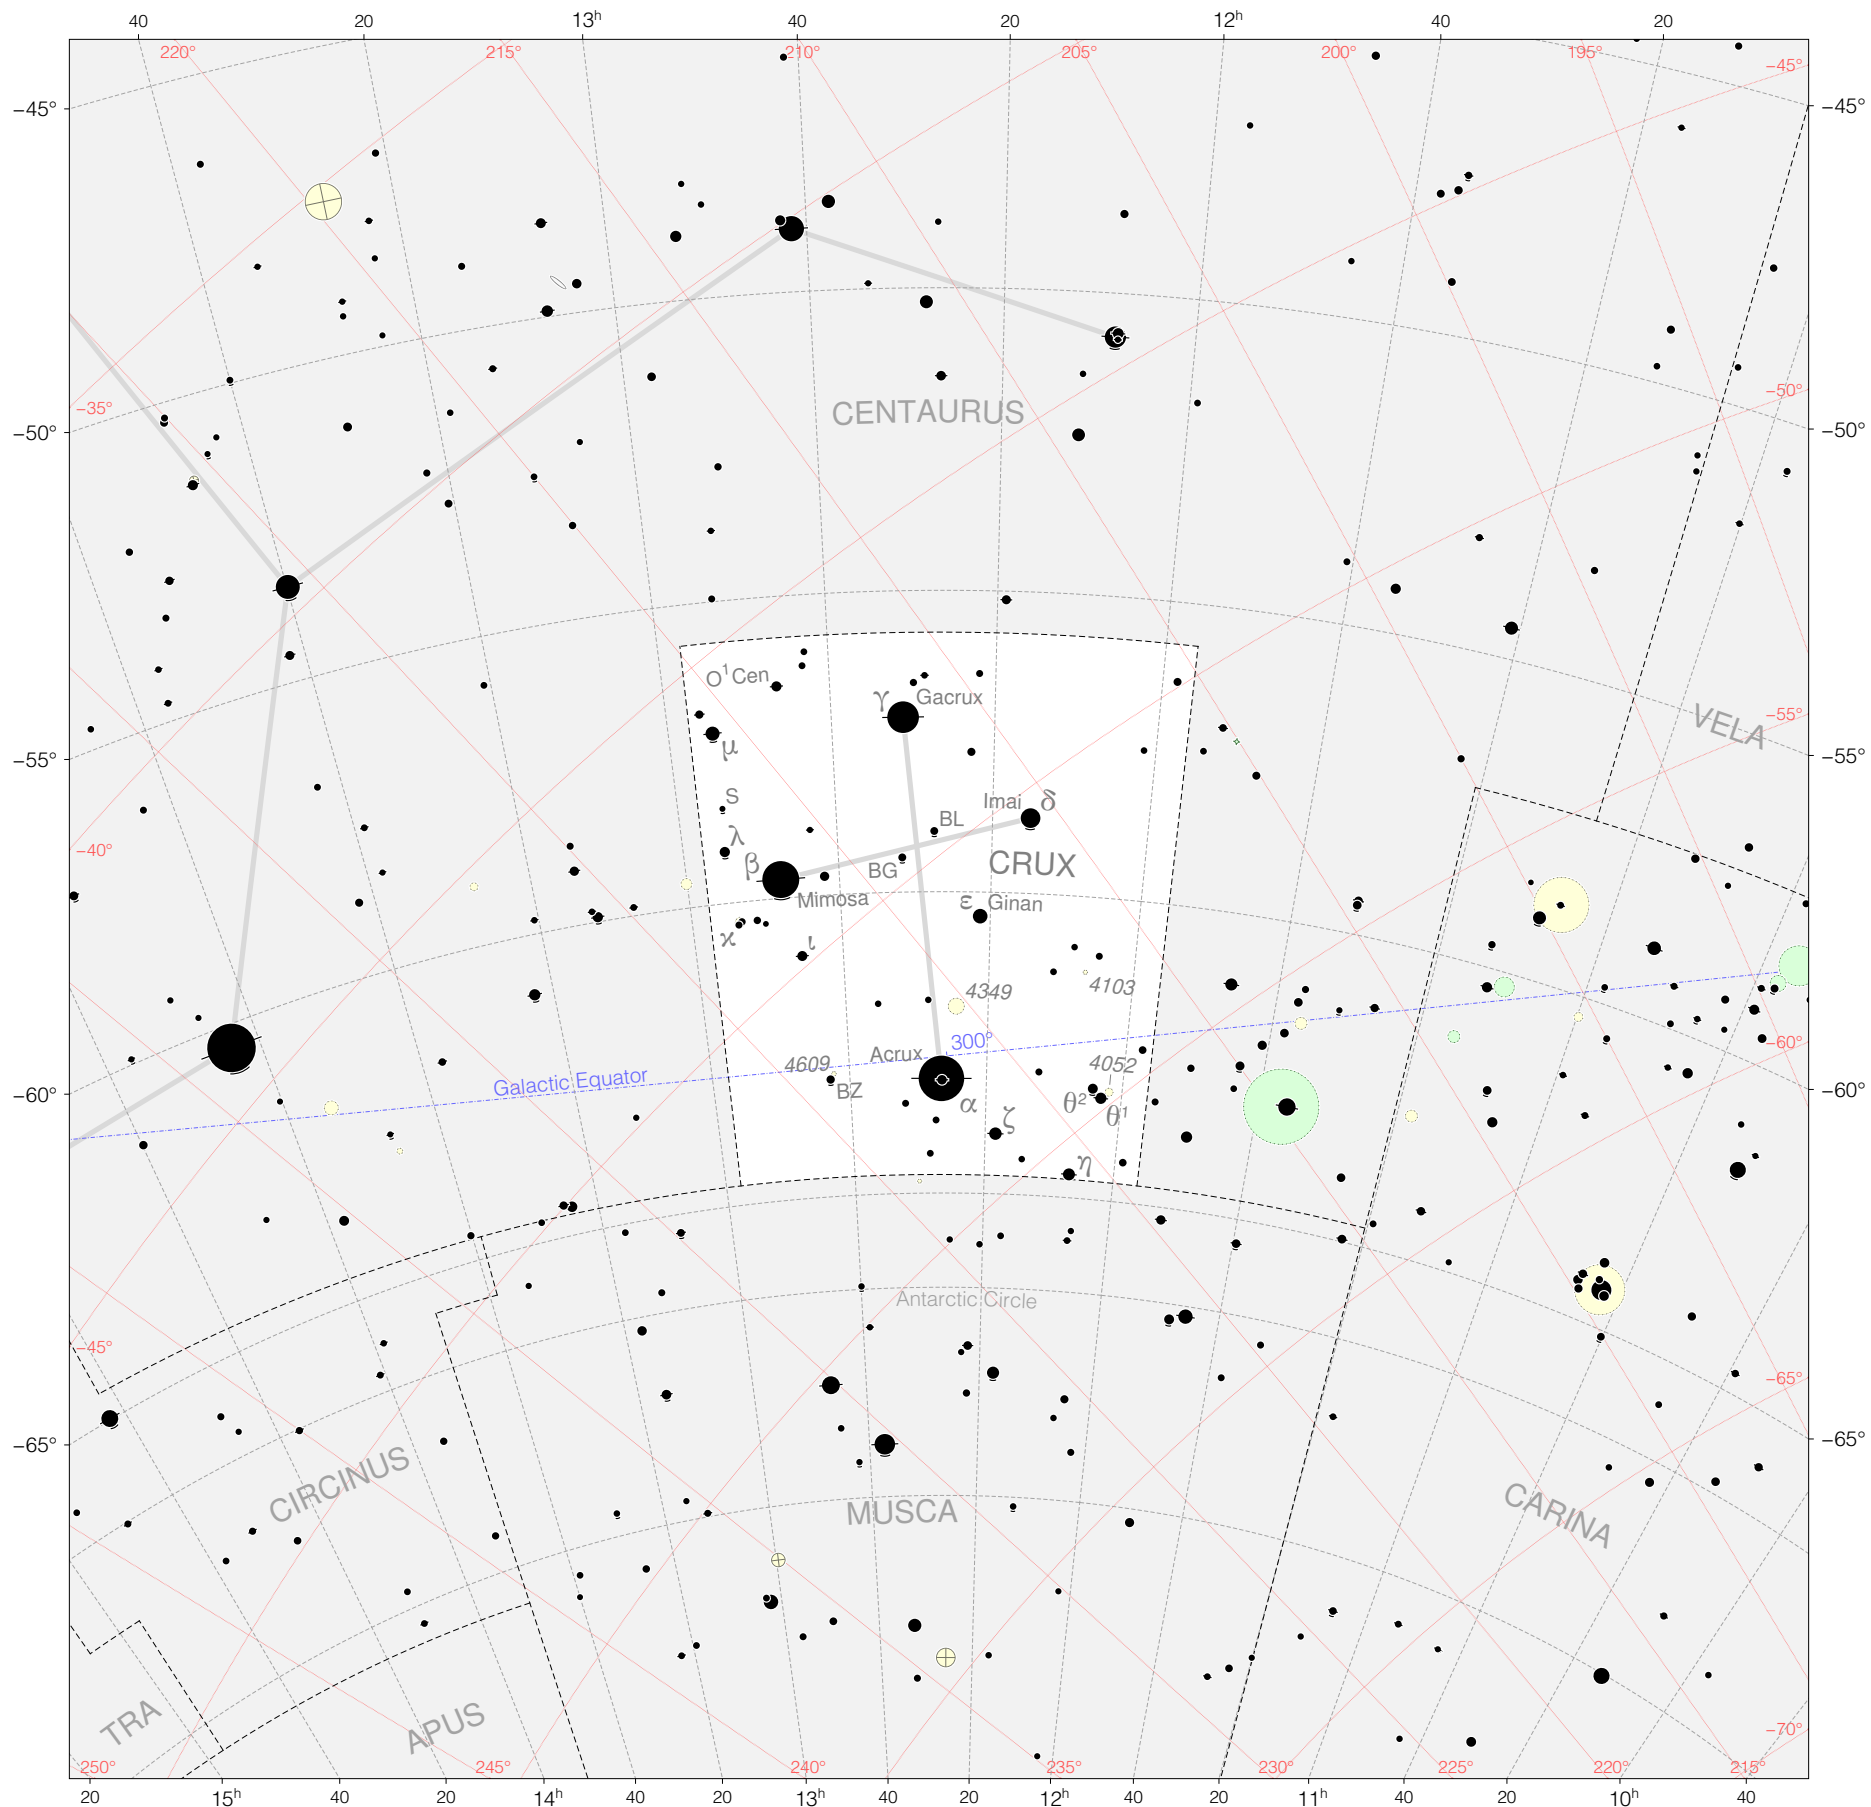 40 20 13h 40 20 12h 40 20
220° 215° 210° 205° 200° 195°
−45° −45° −45°
−50° −35° CENTAURUS −50° −50°
O¹Cen γ Gacrux
μ −55° VELA
−55° −55°
S Imai δ
BL
λ
β −40° BG CRUX
Mimosa ε Ginan
ϰ ι
4349 4103
300° −60°
Acrux
4609 4052
Galactic Equator −60° −60°
BZ α θ² θ¹
ζ
η
Antarctic Circle
−45° −65°
−65° −65°
CIRCINUS
MUSCA CARINA
TRA APUS −70°
250° 245° 240° 235° 230° 225° 220° 215°
20 15h 40 20 14h 40 20 13h 40 20 12h 40 20 11h 40 20 10h 40